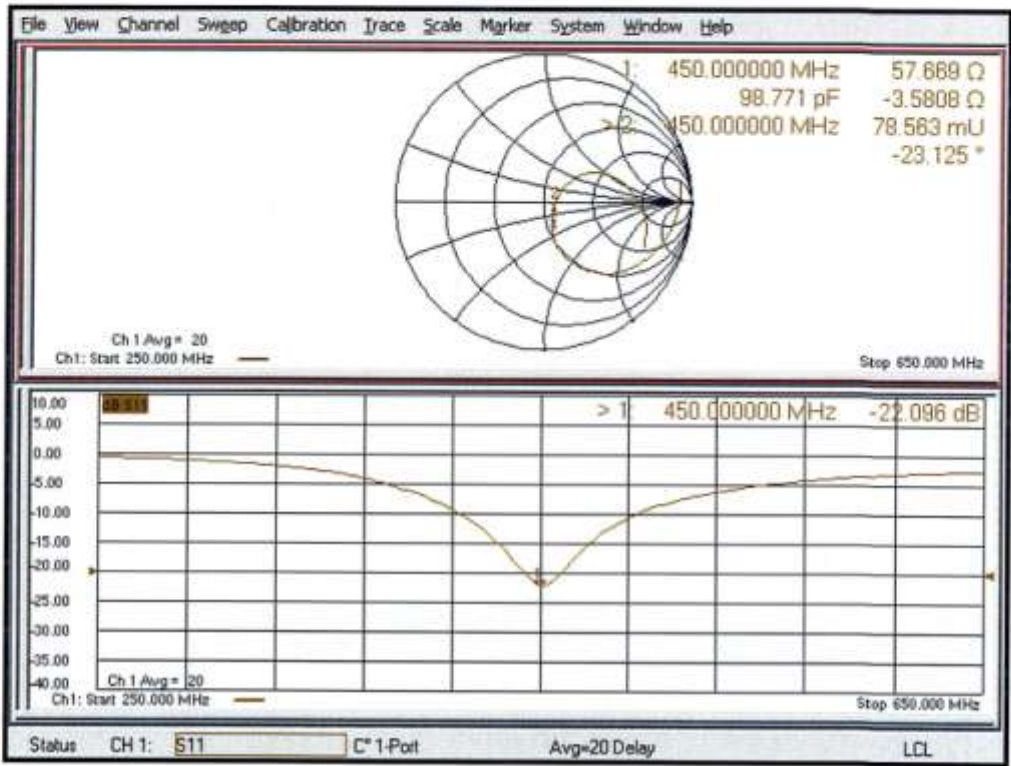 File View Channel Sweep Calibration Trace Scale Marker System Window Help
1: 450.000000 MHz 57.669 Ω
98.771 pF -3.5808 Ω
> 2: 450.000000 MHz 78.563 mU
-23.125 °
Ch 1 Avg = 20
Ch1: Start 250.000 MHz
Stop 650.000 MHz
10.00
dB S11
> 1: 450.000000 MHz -22.096 dB
5.00
0.00
-5.00
-10.00
-15.00
-20.00
-25.00
-30.00
-35.00
-40.00
Ch 1 Avg = 20
Ch1: Start 250.000 MHz
Stop 650.000 MHz
Status CH 1: S11 C* 1-Port Avg=20 Delay LCL